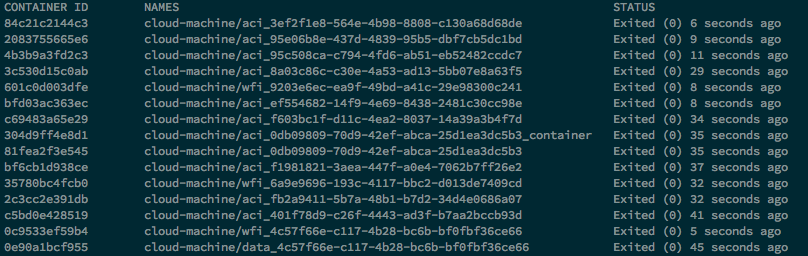 CONTAINER ID NAMES STATUS
84c21c2144c3 cloud-machine/aci_3ef2f1e8-564e-4b98-8808-c130a68d68de Exited (0) 6 seconds ago
2083755665e6 cloud-machine/aci_95e06b8e-437d-4839-95b5-dbf7cb5dc1bd Exited (0) 9 seconds ago
4b3b9a3fd2c3 cloud-machine/aci_95c508ca-c794-4fd6-ab51-eb52482ccdc7 Exited (0) 11 seconds ago
3c530d15c0ab cloud-machine/aci_8a03c86c-c30e-4a53-ad13-5bb07e8a63f5 Exited (0) 29 seconds ago
601c0d003dfe cloud-machine/wfi_9203e6ec-ea9f-49bd-a41c-29e98300c241 Exited (0) 8 seconds ago
bfd03ac363ec cloud-machine/aci_ef554682-14f9-4e69-8438-2481c30cc98e Exited (0) 8 seconds ago
c69483a65e29 cloud-machine/aci_f603bc1f-d11c-4ea2-8037-14a39a3b4f7d Exited (0) 34 seconds ago
304d9ff4e8d1 cloud-machine/aci_0db09809-70d9-42ef-abca-25d1ea3dc5b3_container Exited (0) 35 seconds ago
81fea2f3e545 cloud-machine/aci_0db09809-70d9-42ef-abca-25d1ea3dc5b3 Exited (0) 35 seconds ago
bf6cb1d938ce cloud-machine/aci_f1981821-3aea-447f-a0e4-7062b7ff26e2 Exited (0) 37 seconds ago
35780bc4fcb0 cloud-machine/wfi_6a9e9696-193c-4117-bbc2-d013de7409cd Exited (0) 32 seconds ago
2c3cc2e391db cloud-machine/aci_fb2a9411-5b7a-48b1-b7d2-34d4e0686a07 Exited (0) 32 seconds ago
c5bd0e428519 cloud-machine/aci_401f78d9-c26f-4443-ad3f-b7aa2bccb93d Exited (0) 41 seconds ago
0c9533ef59b4 cloud-machine/wfi_4c57f66e-c117-4b28-bc6b-bf0fbf36ce66 Exited (0) 5 seconds ago
0e90a1bcf955 cloud-machine/data_4c57f66e-c117-4b28-bc6b-bf0fbf36ce66 Exited (0) 45 seconds ago